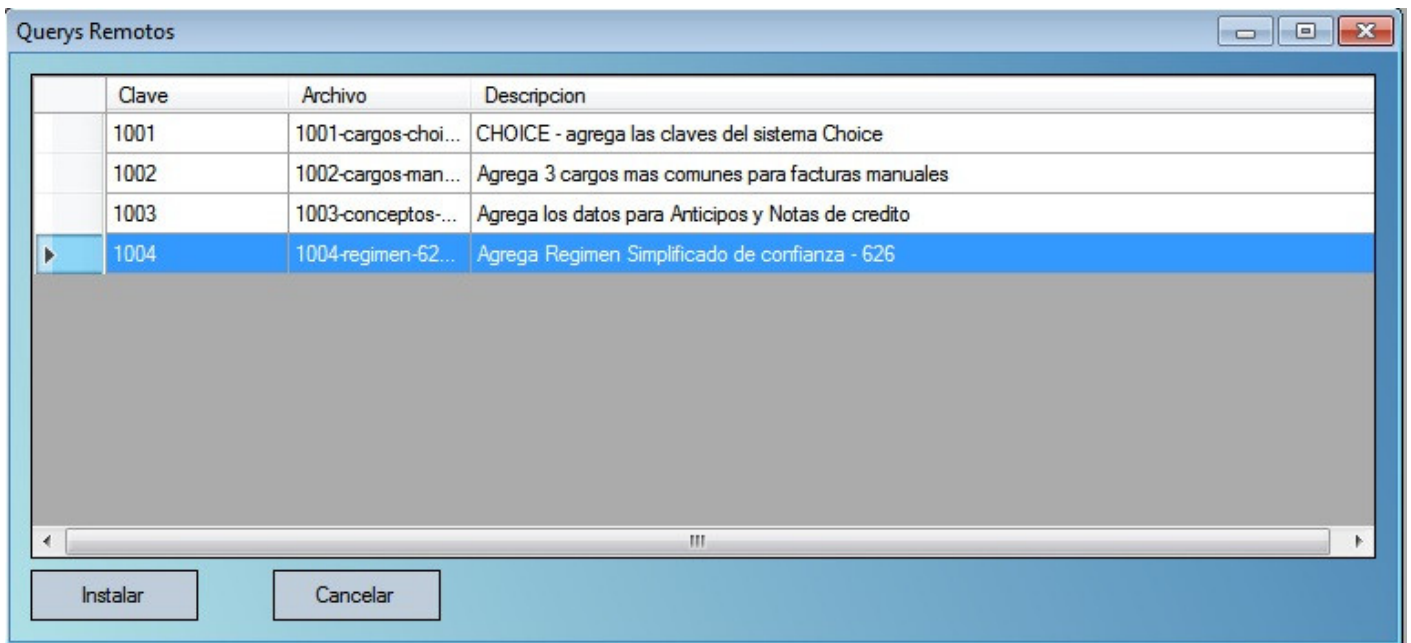 Querys Remotos
Clave Archivo Descripcion
1001 1001-cargos-choi... CHOICE - agrega las claves del sistema Choice
1002 1002-cargos-man... Agrega 3 cargos mas comunes para facturas manuales
1003 1003-conceptos-... Agrega los datos para Anticipos y Notas de credito
1004 1004-regimen-62... Agrega Regimen Simplificado de confianza - 626
Instalar Cancelar